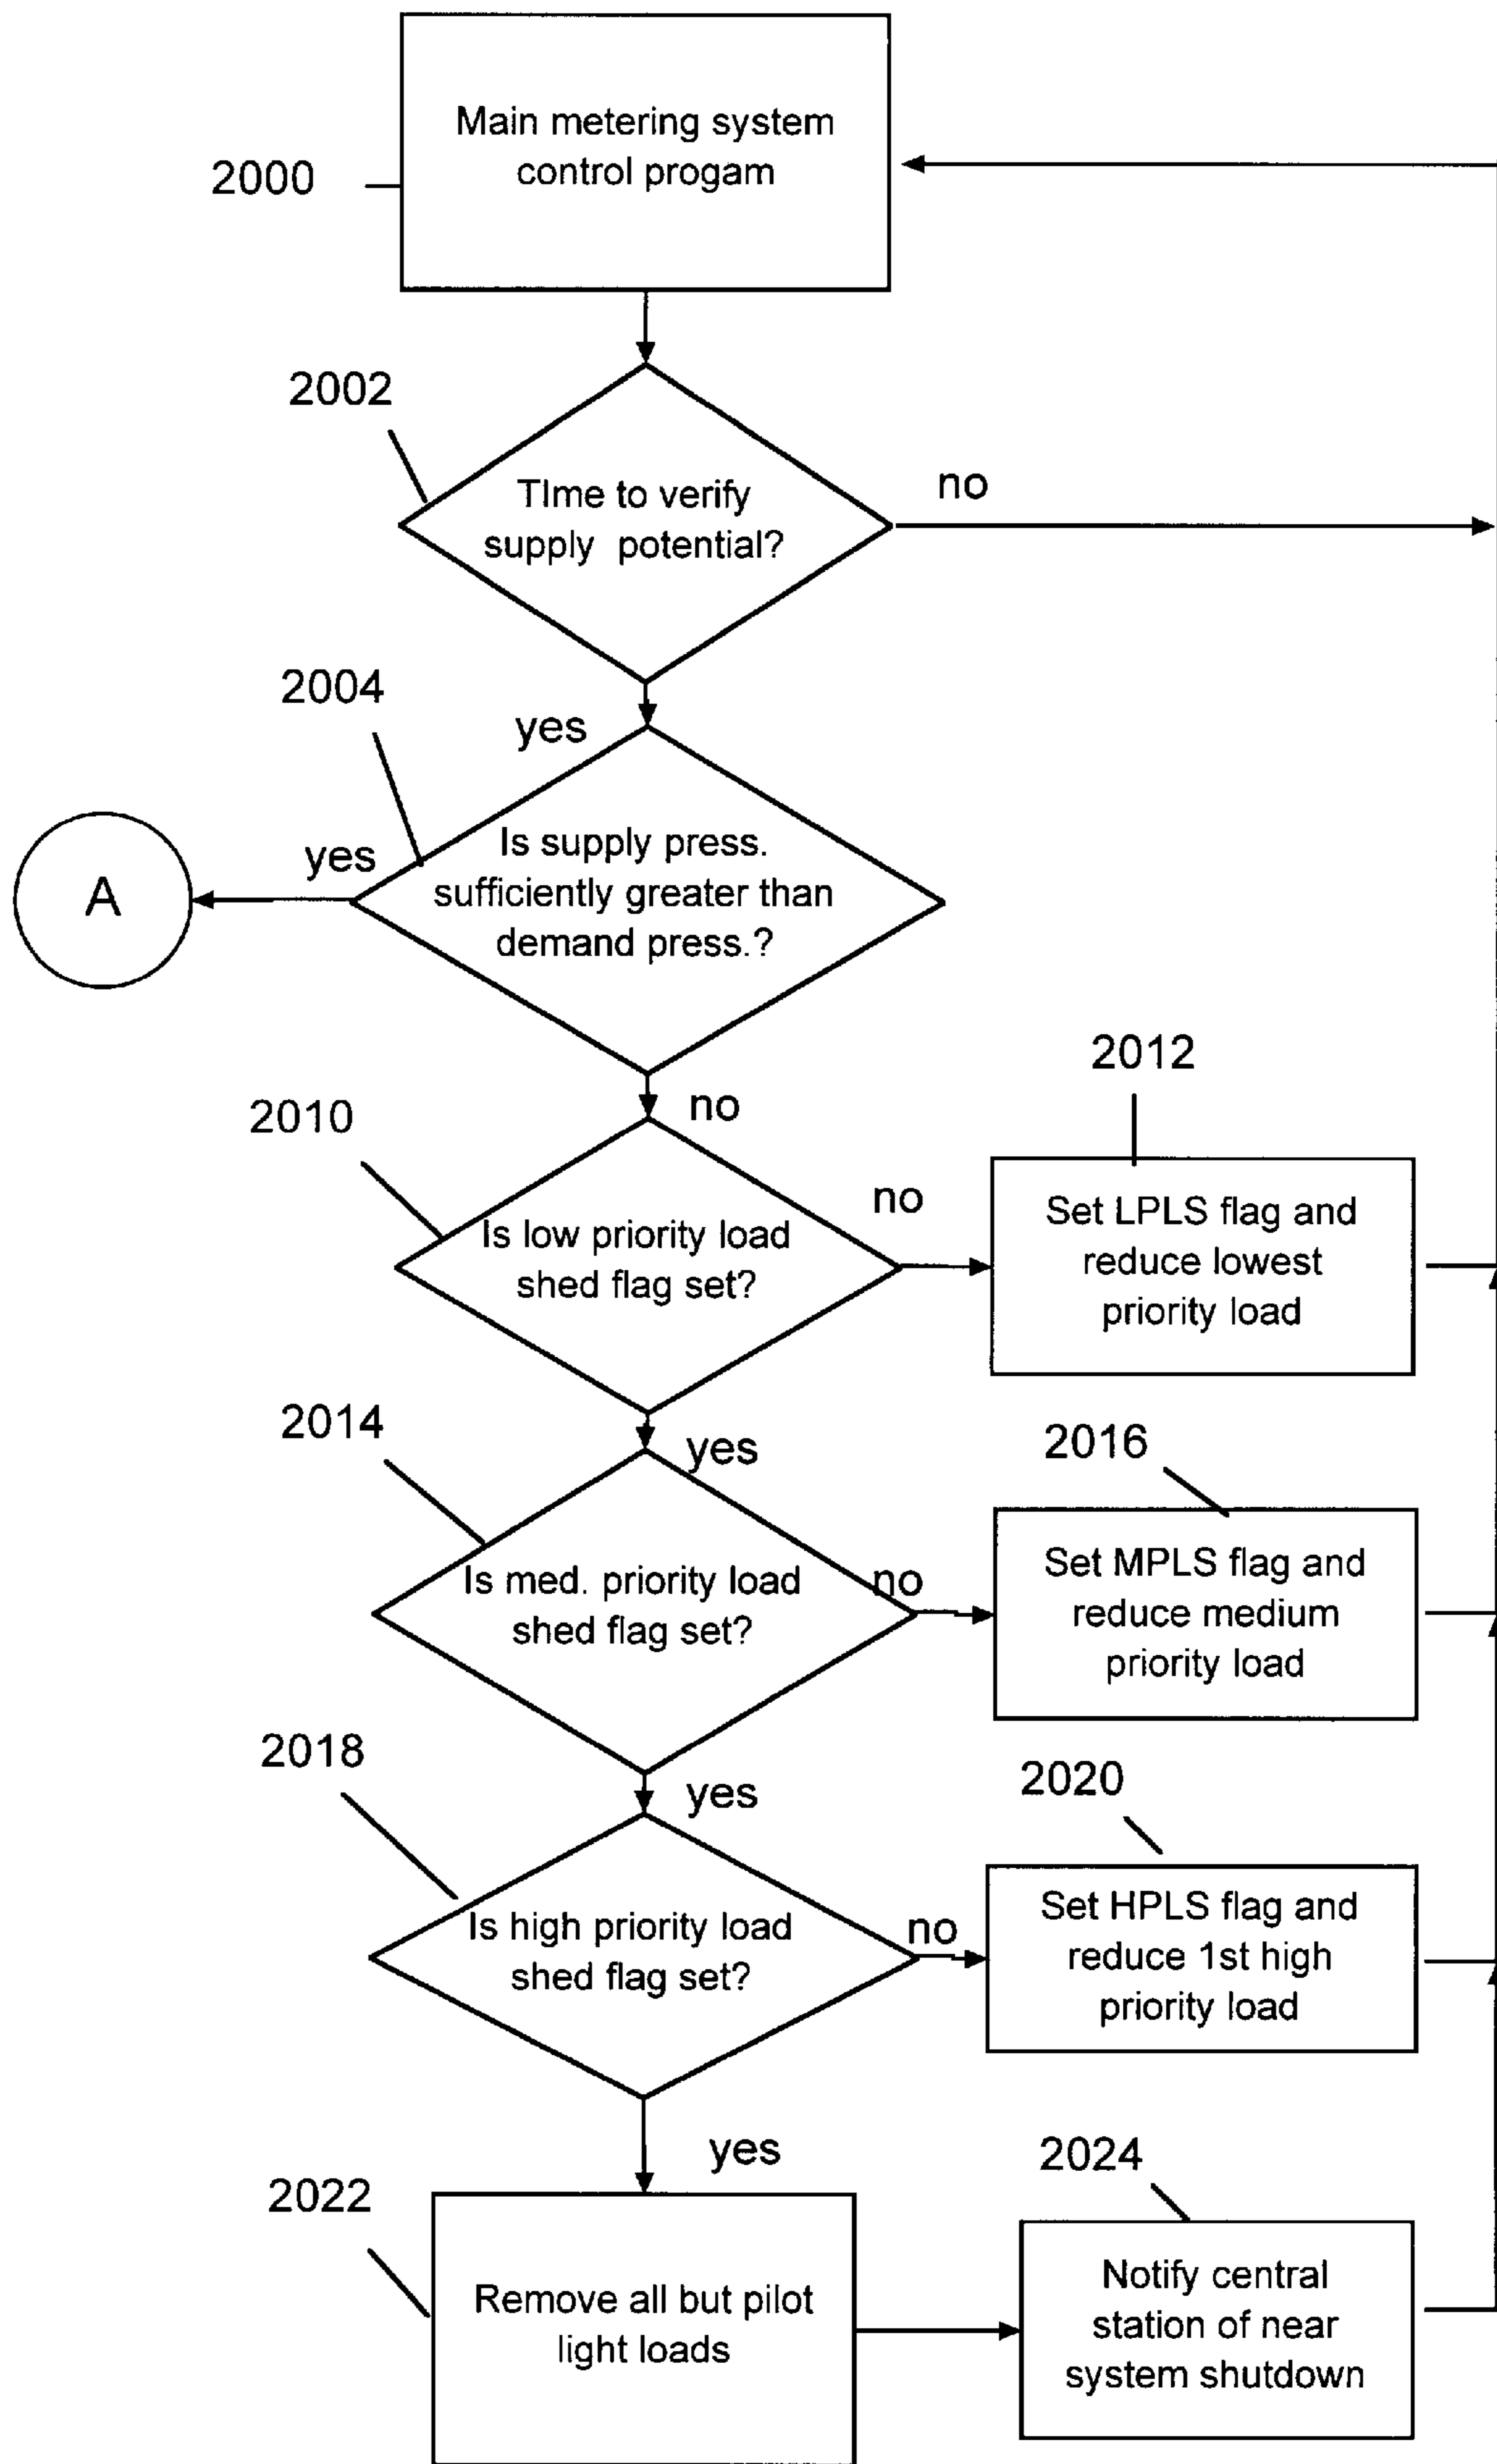 Main metering system
control progam
2000
2002
TIme to verify
supply potential?
no
2004
yes
Is supply press.
sufficiently greater than
demand press.?
yes
A
no
2010
Is low priority load
shed flag set?
no
2012
Set LPLS flag and
reduce lowest
priority load
yes
2014
Is med. priority load
shed flag set?
no
2016
Set MPLS flag and
reduce medium
priority load
yes
2018
Is high priority load
shed flag set?
no
2020
Set HPLS flag and
reduce 1st high
priority load
yes
2022
Remove all but pilot
light loads
2024
Notify central
station of near
system shutdown